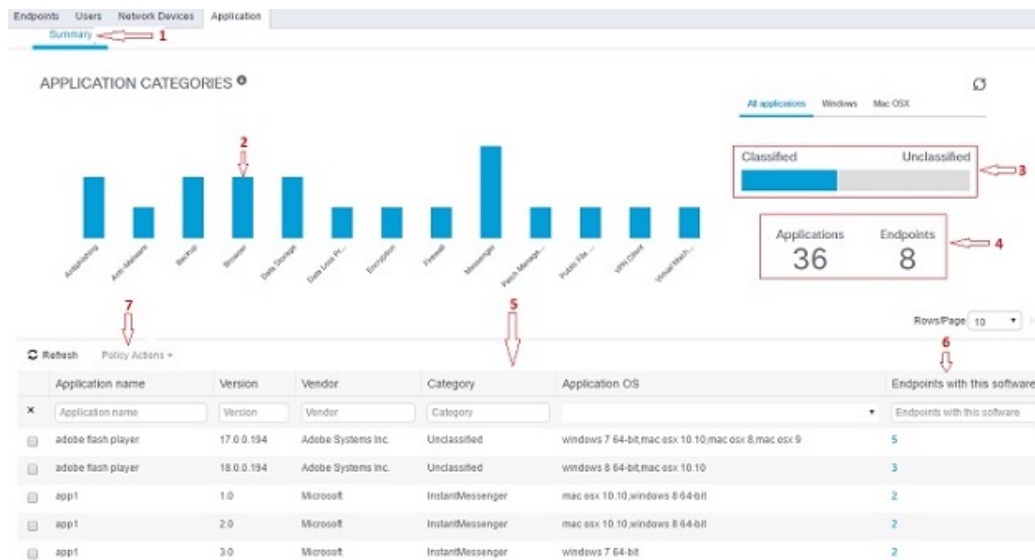 Endpoints Users Network Devices Application
Summary 1
APPLICATION CATEGORIES
All applications Windows Mac OSX
2
Classified Unclassified
3
Applications Endpoints
36 8
4
Antiphishing Anti-Malware Backup Browser Data Storage Data Loss Pr... Encryption Firewall Messenger Patch Manage... Public File ... VPN Client Virtual Mach...
7 5
Rows/Page 10
6
Refresh Policy Actions
Application name Version Vendor Category Application OS Endpoints with this software
× Application name Version Vendor Category Endpoints with this software
adobe flash player 17.0.0.194 Adobe Systems Inc. Unclassified windows 7 64-bit,mac osx 10.10,mac osx 8,mac osx 9 5
adobe flash player 18.0.0.194 Adobe Systems Inc. Unclassified windows 8 64-bit,mac osx 10.10 3
app1 1.0 Microsoft InstantMessenger mac osx 10.10,windows 8 64-bit 2
app1 2.0 Microsoft InstantMessenger mac osx 10.10,windows 8 64-bit 2
app1 3.0 Microsoft InstantMessenger windows 7 64-bit 2